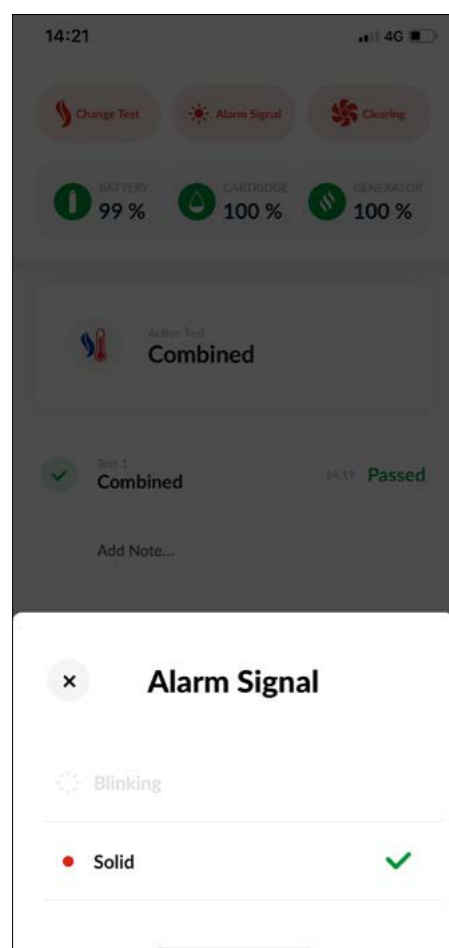 14:21 4G
Change Test Alarm Signal Clearing
BATTERY CARTRIDGE GENERATOR
99 % 100 % 100 %
Active Test
Combined
Test 1
Combined 14:19 Passed
Add Note...
Alarm Signal
Blinking
Solid